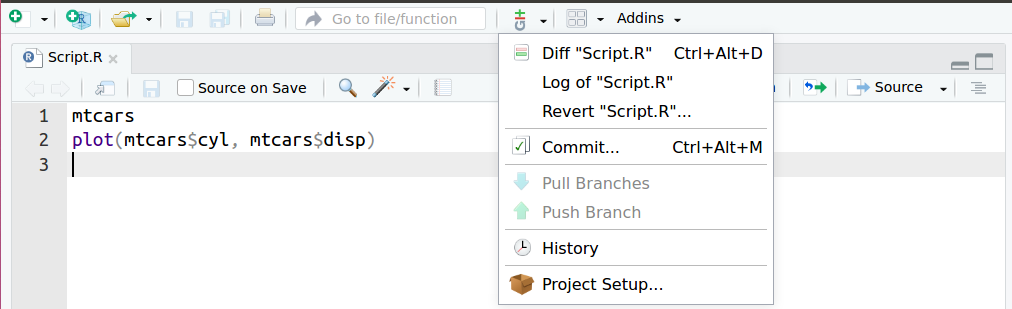 Go to file/function
Addins
Script.R
Diff "Script.R" Ctrl+Alt+D
Log of "Script.R"
Revert "Script.R"...
Commit... Ctrl+Alt+M
Pull Branches
Push Branch
History
Project Setup...
Source on Save
Source
1 mtcars
2 plot(mtcars$cyl, mtcars$disp)
3